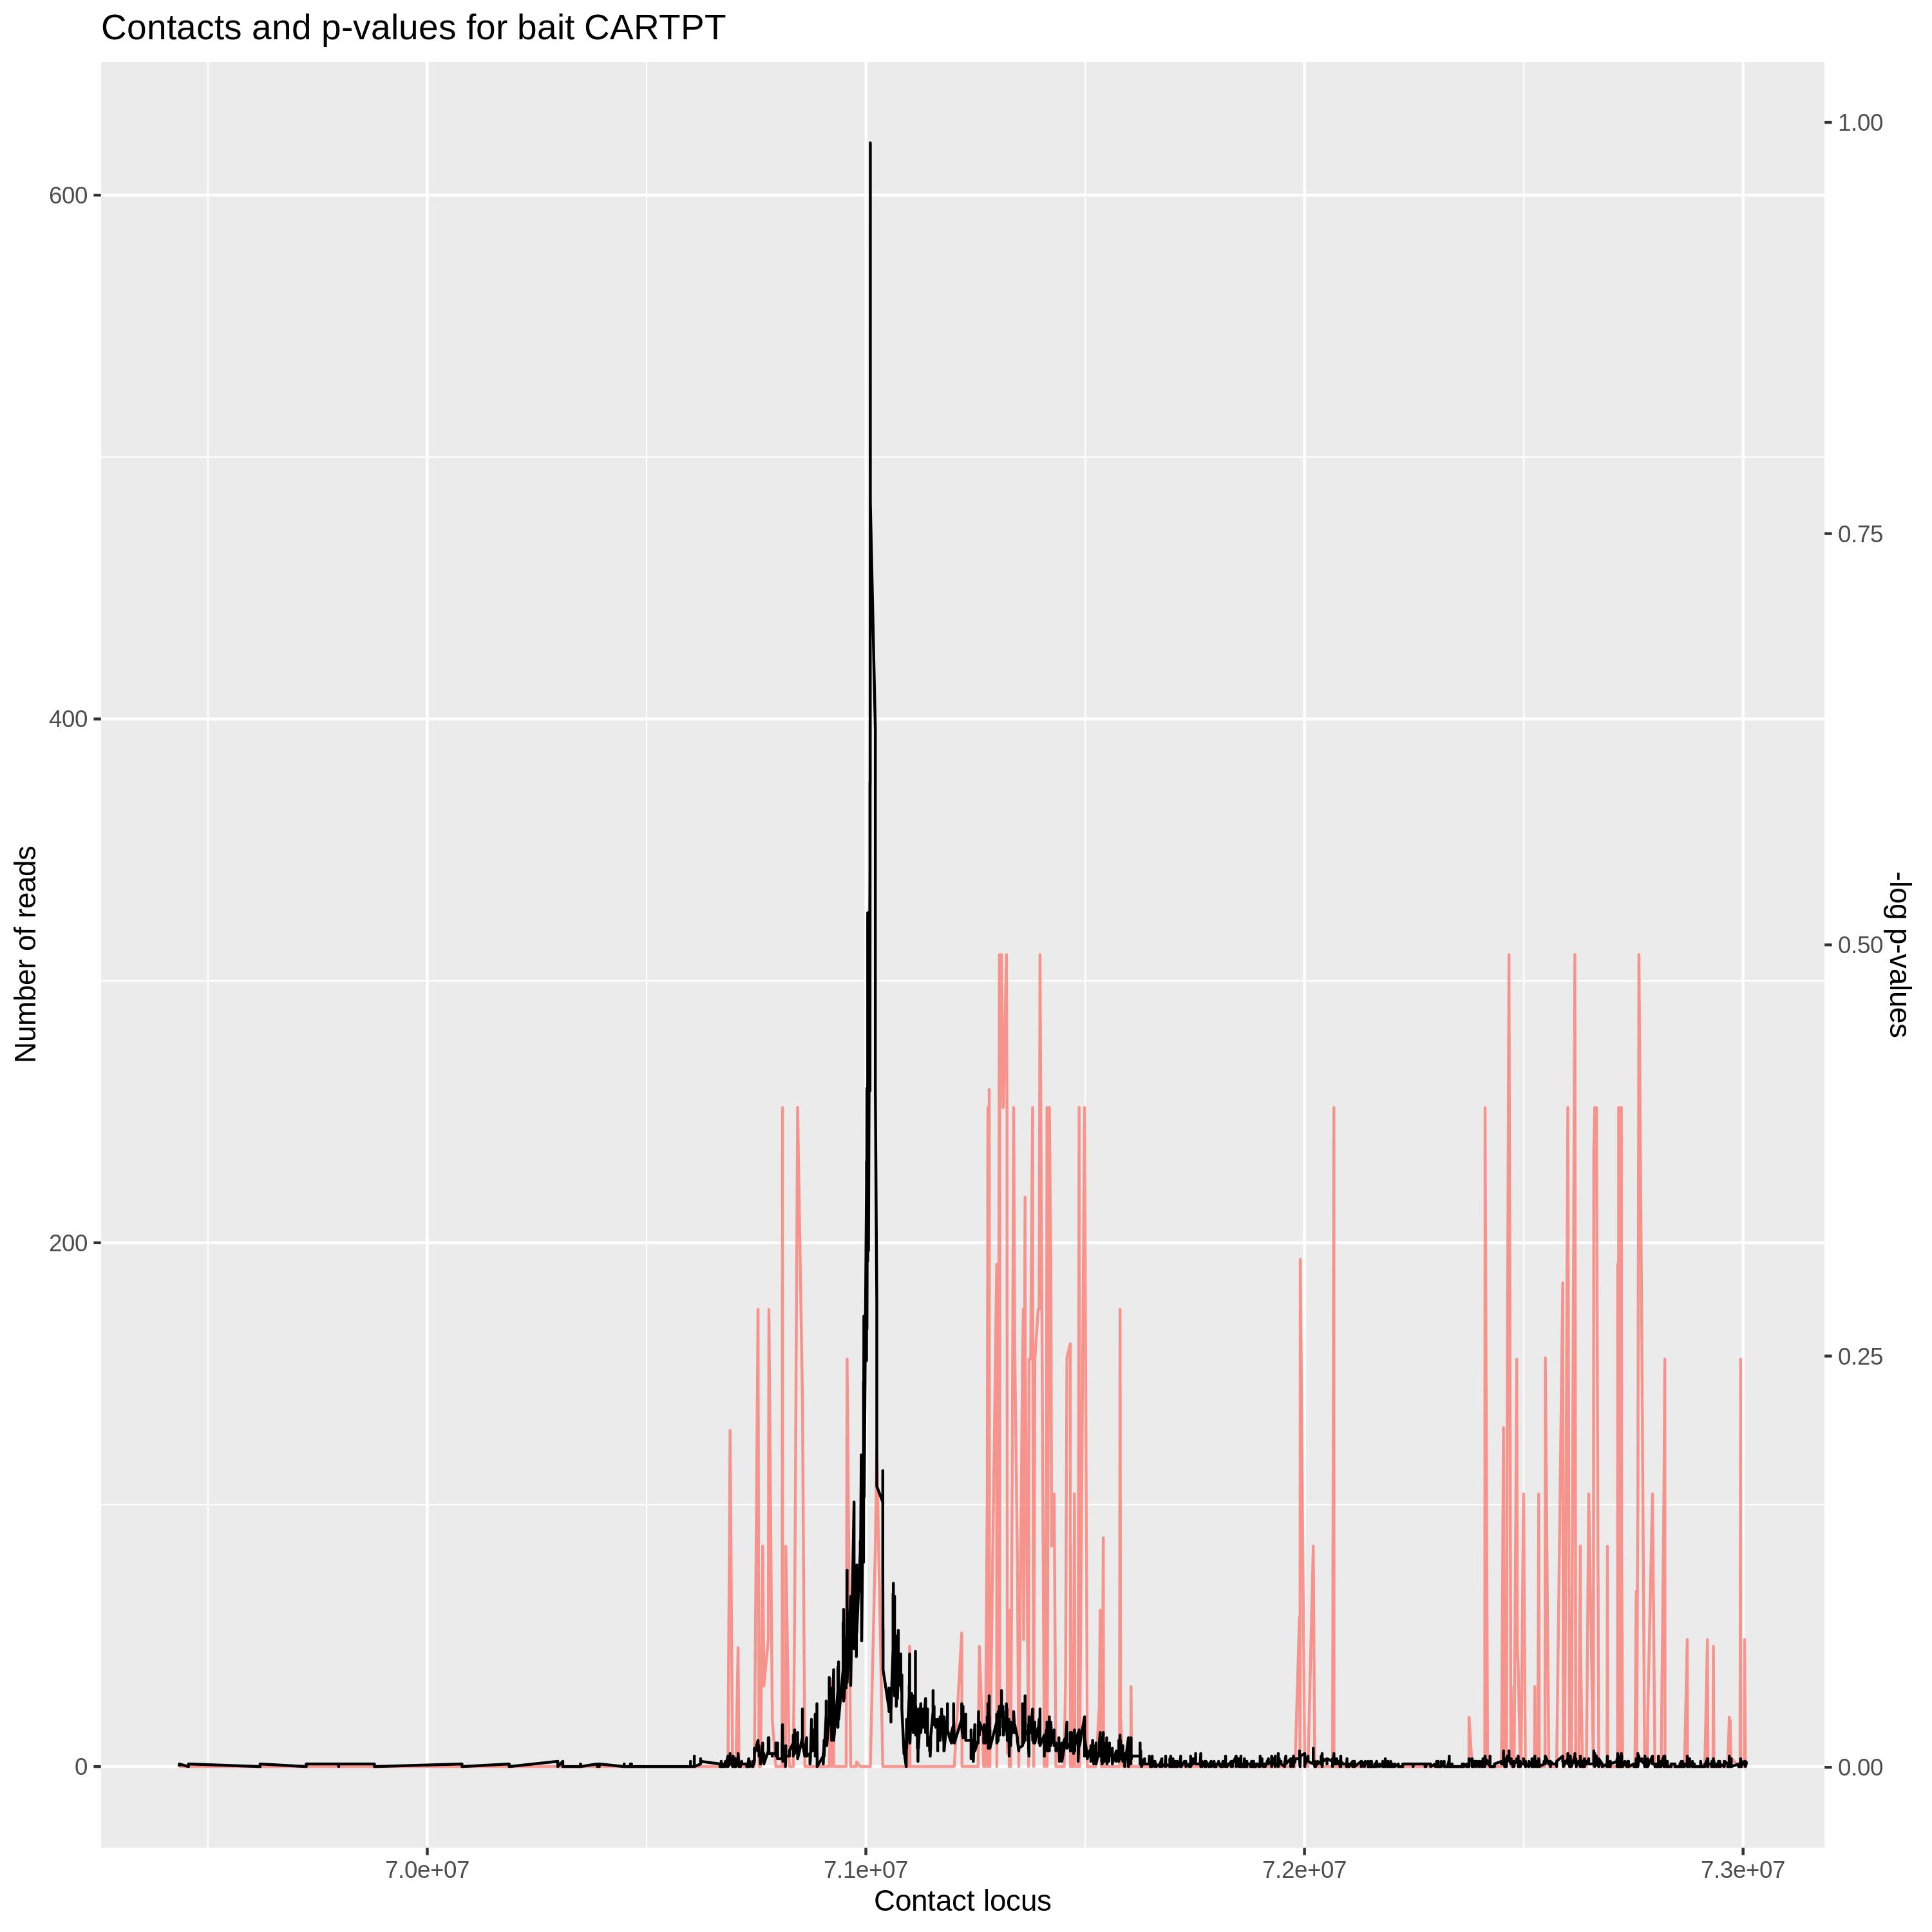 Contacts and p-values for bait CARTPT
600
400
200
0
1.00
0.75
0.50
0.25
0.00
Number of reads
-log p-values
7.0e+07
7.1e+07
7.2e+07
7.3e+07
Contact locus